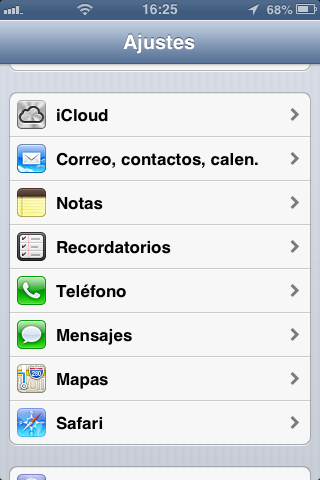 16:25
68%
Ajustes
iCloud
Correo, contactos, calen.
Notas
Recordatorios
Teléfono
Mensajes
Mapas
Safari